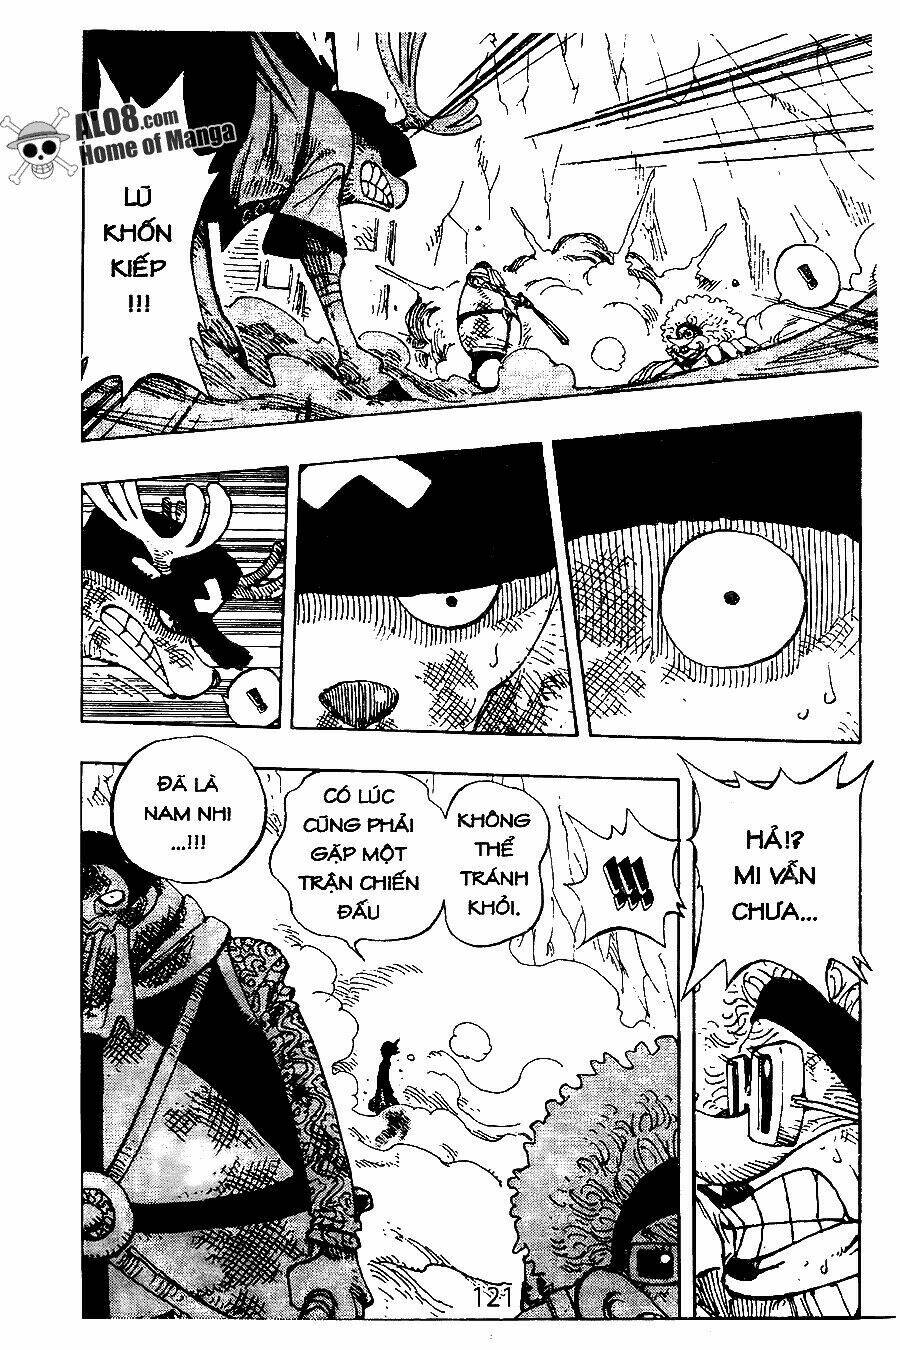 ALO8.com
Home of Manga
LŨ
KHỐN
KIẾP
!!!
!
!
HẢ!?
MI VẪN
CHƯA...
!!!!
KHÔNG
THỂ
TRÁNH
KHỎI.
CÓ LÚC
CŨNG PHẢI
GẶP MỘT
TRẬN CHIẾN
ĐẤU
ĐÃ LÀ
NAM NHI
...!!!
121